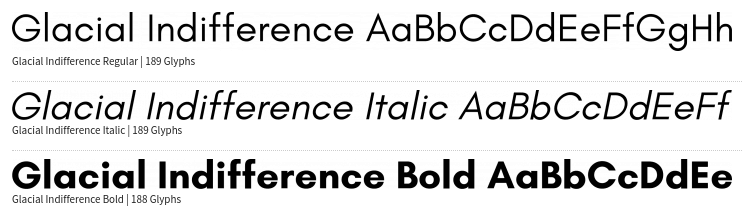 Glacial Indifference AaBbCcDdEeFfGgHh
Glacial Indifference Regular | 189 Glyphs
Glacial Indifference Italic AaBbCcDdEeFf
Glacial Indifference Italic | 189 Glyphs
Glacial Indifference Bold AaBbCcDdEe
Glacial Indifference Bold | 188 Glyphs